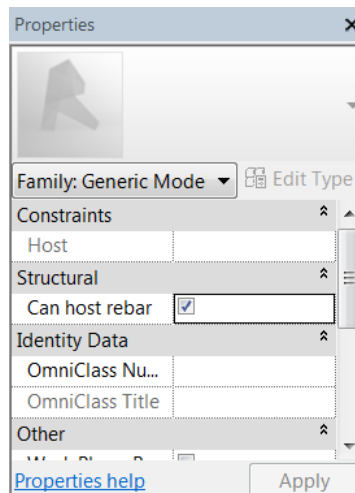 Properties
Family: Generic Mode
Edit Type
Constraints
Host
Structural
Can host rebar
Identity Data
OmniClass Nu...
OmniClass Title
Other
Properties help
Apply